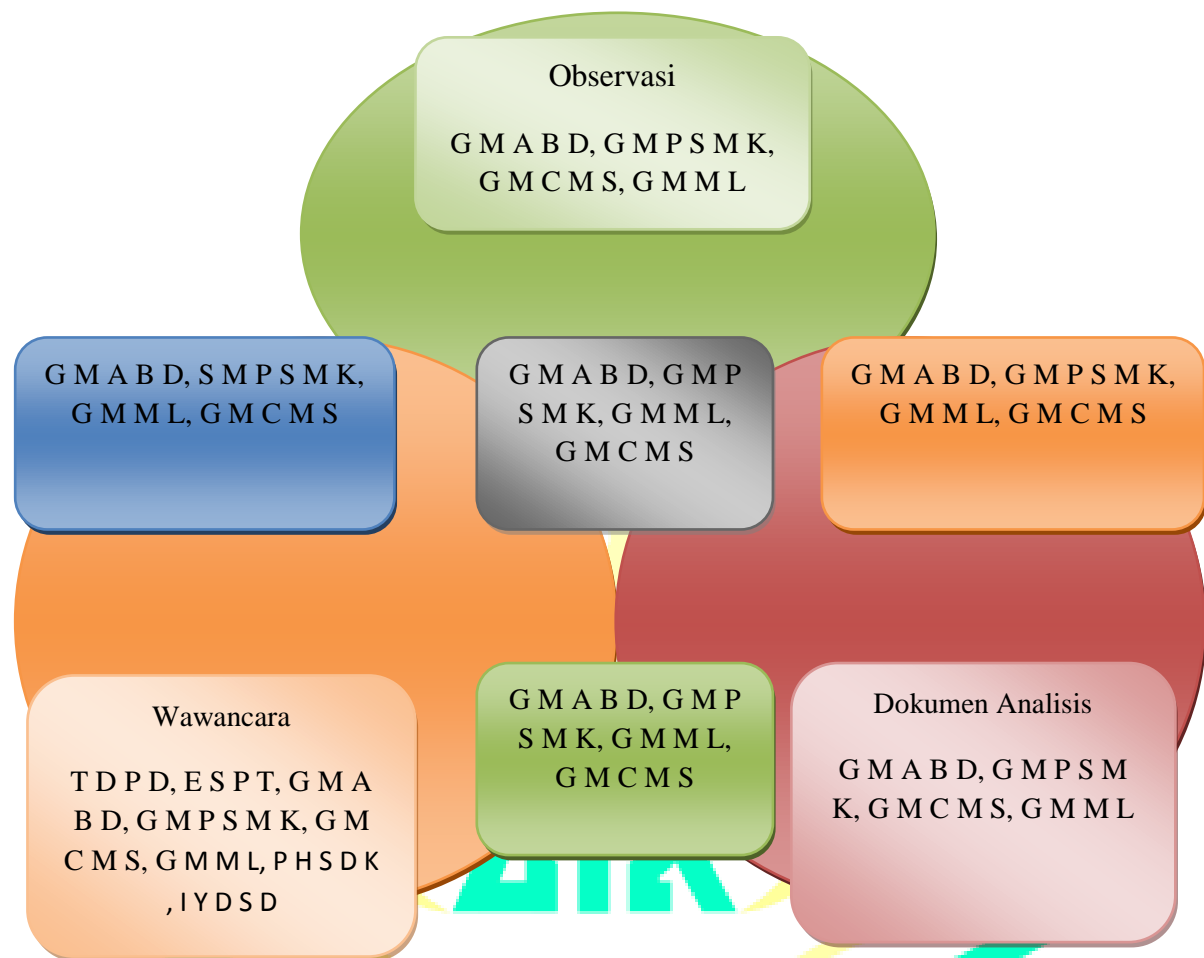 Observasi
G M A B D, G M P S M K,
G M C M S, G M M L
G M A B D, S M P S M K,
G M M L, G M C M S
G M A B D, G M P
S M K, G M M L,
G M C M S
G M A B D, G M P S M K,
G M M L, G M C M S
Wawancara
T D P D, E S P T, G M A
B D, G M P S M K, G M
C M S, G M M L, P H S D K
, I Y D S D
G M A B D, G M P
S M K, G M M L,
G M C M S
Dokumen Analisis
G M A B D, G M P S M
K, G M C M S, G M M L